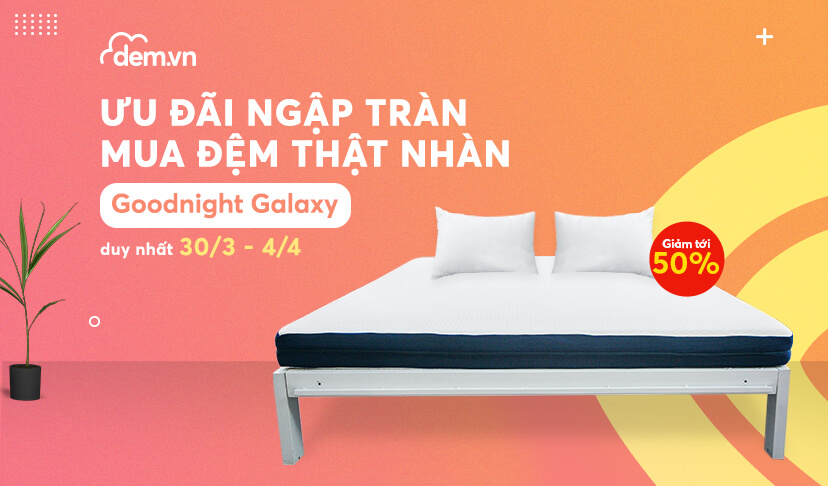 dem.vn
ƯU ĐÃI NGẬP TRÀN
MUA ĐỆM THẬT NHÀN
Goodnight Galaxy
duy nhất 30/3 - 4/4
Giảm tới
50%